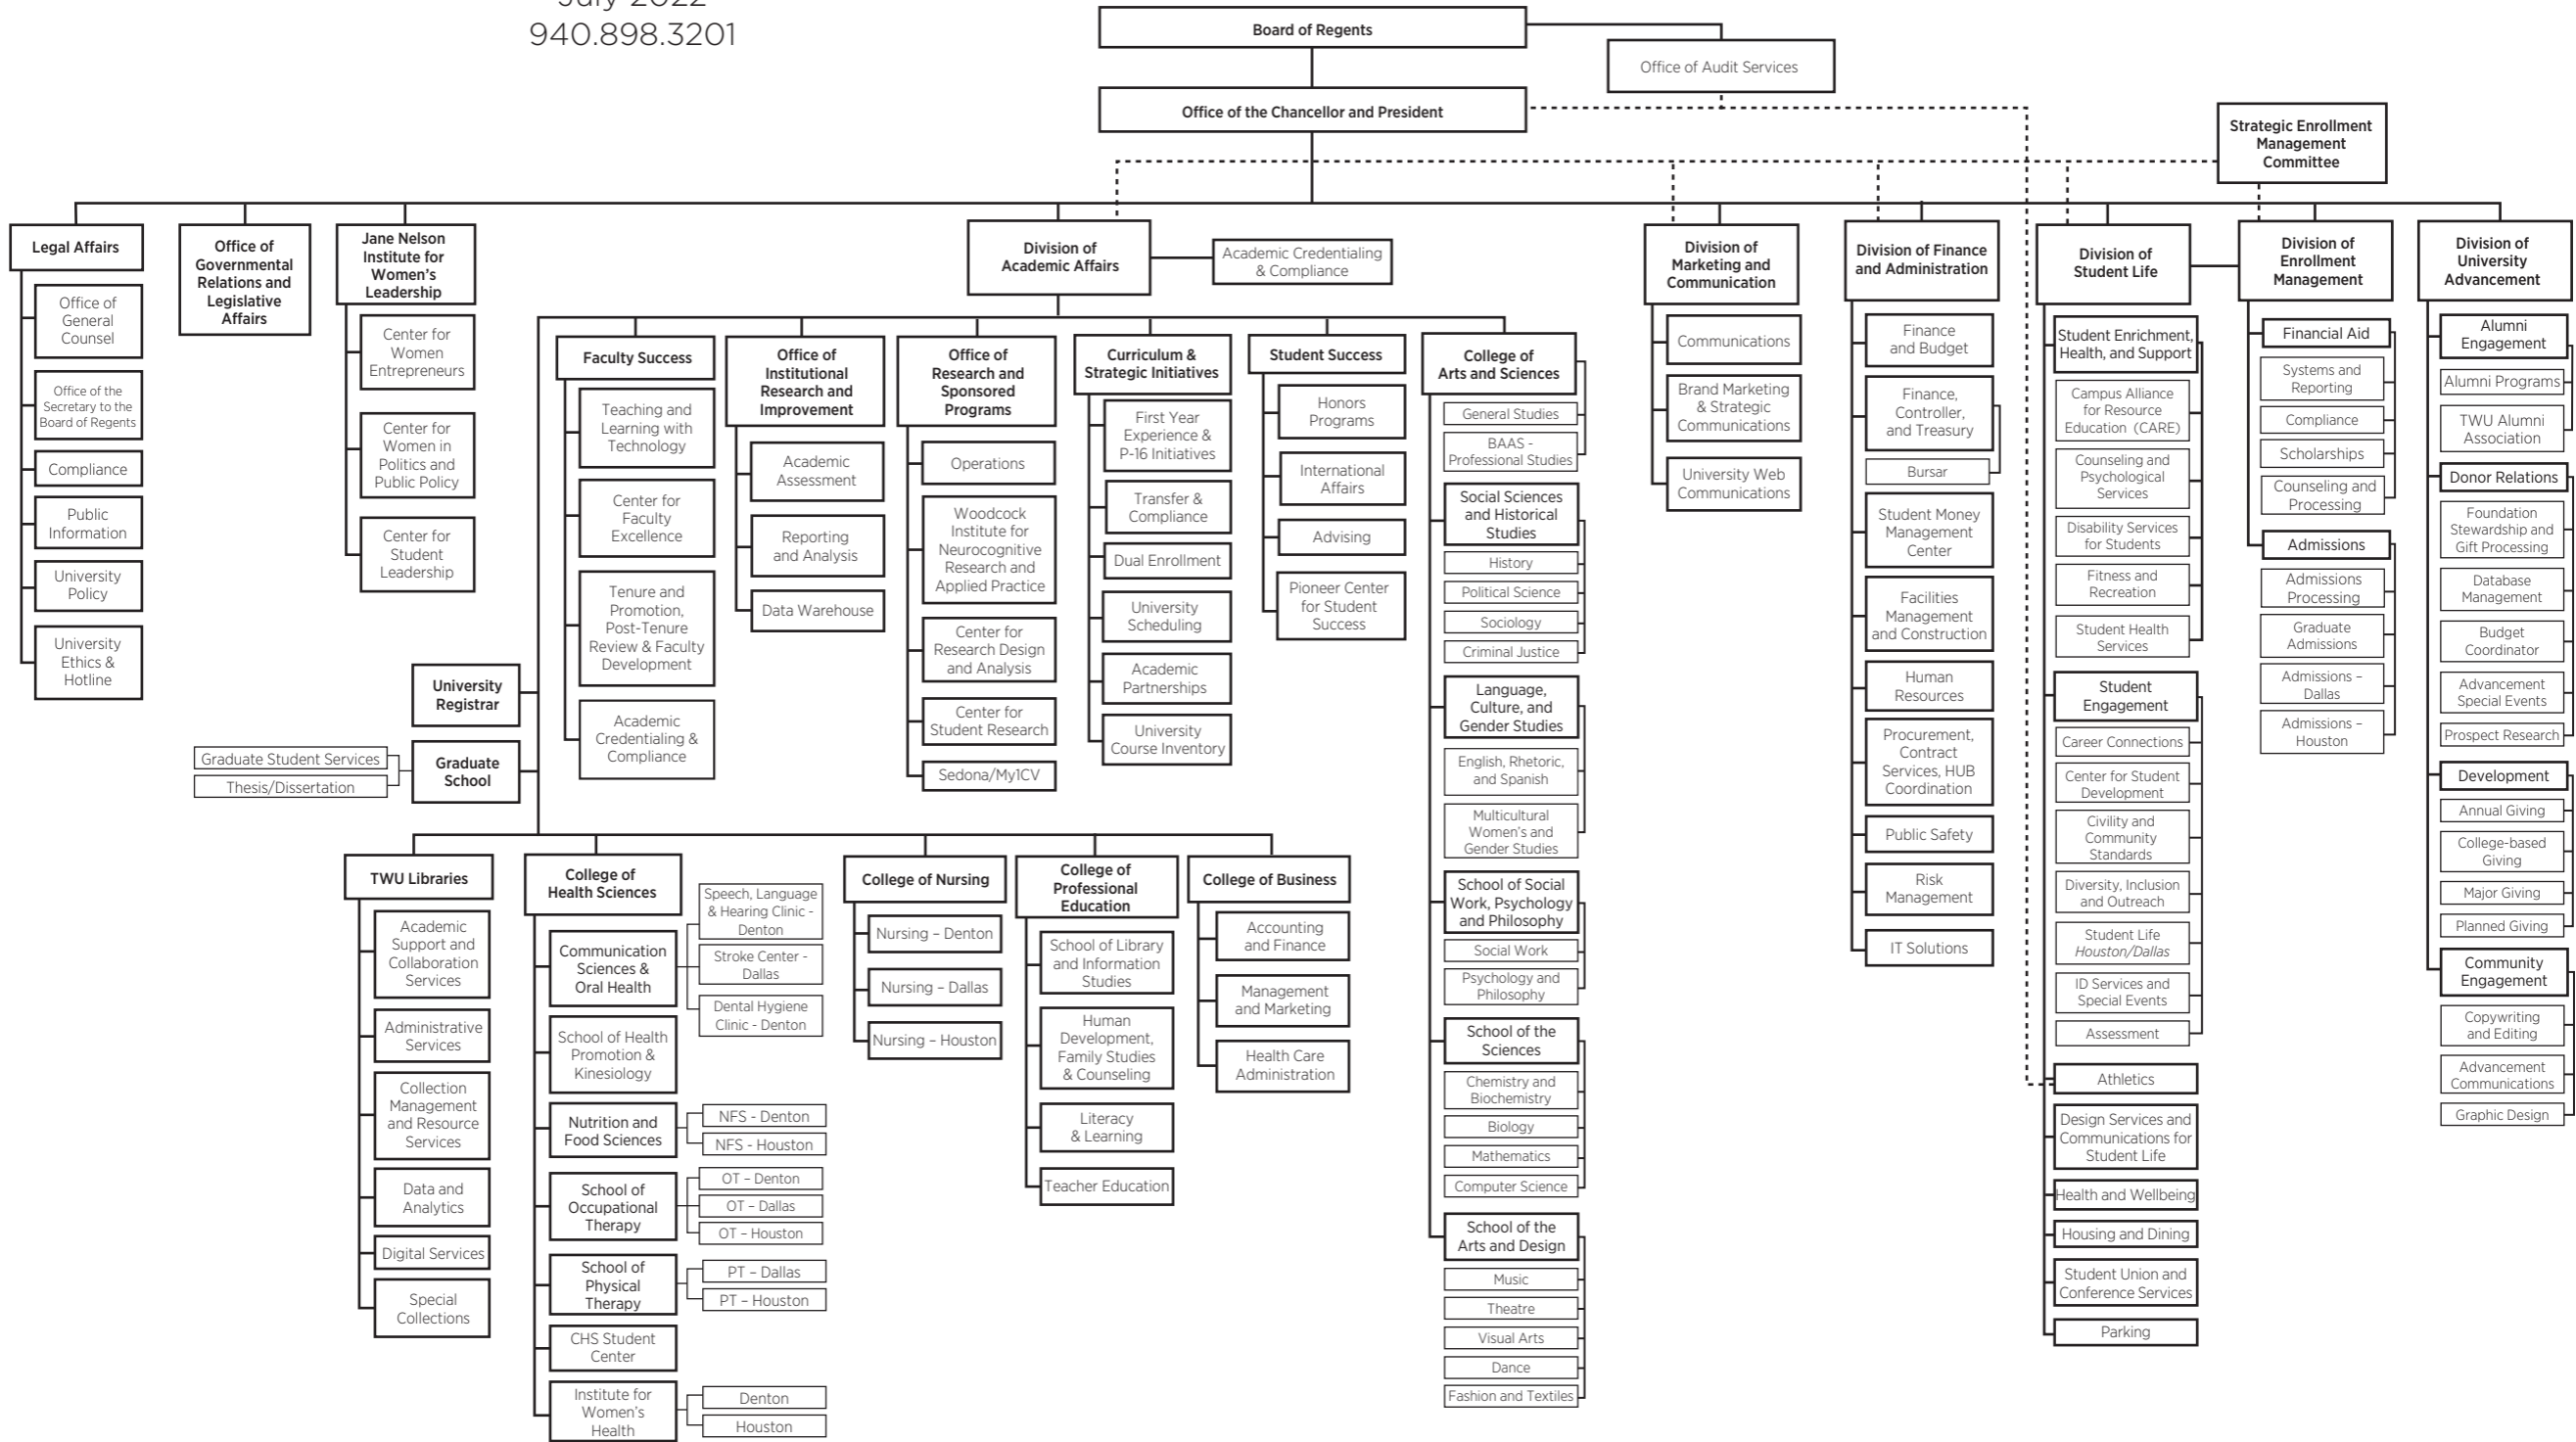 July 2022
940.898.3201
Board of Regents
Office of Audit Services
Office of the Chancellor and President
Strategic Enrollment
Management
Committee
Legal Affairs
Office of
General
Counsel
Office of the
Secretary to the
Board of Regents
Compliance
Public
Information
University
Policy
University
Ethics &
Hotline
Office of
Governmental
Relations and
Legislative
Affairs
Jane Nelson
Institute for
Women's
Leadership
Center for
Women
Entrepreneurs
Center for
Women in
Politics and
Public Policy
Center for
Student
Leadership
Division of
Academic Affairs
Academic Credentialing
& Compliance
University
Registrar
Graduate
School
Graduate Student Services
Thesis/Dissertation
Faculty Success
Teaching and
Learning with
Technology
Center for
Faculty
Excellence
Tenure and
Promotion,
Post-Tenure
Review & Faculty
Development
Academic
Credentialing &
Compliance
Office of
Institutional
Research and
Improvement
Academic
Assessment
Reporting
and Analysis
Data Warehouse
Office of
Research and
Sponsored
Programs
Operations
Woodcock
Institute for
Neurocognitive
Research and
Applied Practice
Center for
Research Design
and Analysis
Center for
Student Research
Sedona/My1CV
Curriculum &
Strategic Initiatives
First Year
Experience &
P-16 Initiatives
Transfer &
Compliance
Dual Enrollment
University
Scheduling
Academic
Partnerships
University
Course Inventory
Student Success
Honors
Programs
International
Affairs
Advising
Pioneer Center
for Student
Success
College of
Arts and Sciences
General Studies
BAAS -
Professional Studies
Social Sciences
and Historical
Studies
History
Political Science
Sociology
Criminal Justice
Language,
Culture, and
Gender Studies
English, Rhetoric,
and Spanish
Multicultural
Women's and
Gender Studies
School of Social
Work, Psychology
and Philosophy
Social Work
Psychology and
Philosophy
School of the
Sciences
Chemistry and
Biochemistry
Biology
Mathematics
Computer Science
School of the
Arts and Design
Music
Theatre
Visual Arts
Dance
Fashion and Textiles
TWU Libraries
Academic
Support and
Collaboration
Services
Administrative
Services
Collection
Management
and Resource
Services
Data and
Analytics
Digital Services
Special
Collections
College of
Health Sciences
Communication
Sciences &
Oral Health
Speech, Language
& Hearing Clinic -
Denton
Stroke Center -
Dallas
Dental Hygiene
Clinic - Denton
School of Health
Promotion &
Kinesiology
Nutrition and
Food Sciences
NFS - Denton
NFS - Houston
School of
Occupational
Therapy
OT – Denton
OT – Dallas
OT – Houston
School of
Physical
Therapy
PT – Dallas
PT – Houston
CHS Student
Center
Institute for
Women's
Health
Denton
Houston
College of Nursing
Nursing – Denton
Nursing – Dallas
Nursing – Houston
College of
Professional
Education
School of Library
and Information
Studies
Human
Development,
Family Studies
& Counseling
Literacy
& Learning
Teacher Education
College of Business
Accounting
and Finance
Management
and Marketing
Health Care
Administration
Division of
Marketing and
Communication
Communications
Brand Marketing
& Strategic
Communications
University Web
Communications
Division of Finance
and Administration
Finance
and Budget
Finance,
Controller,
and Treasury
Bursar
Student Money
Management
Center
Facilities
Management
and Construction
Human
Resources
Procurement,
Contract
Services, HUB
Coordination
Public Safety
Risk
Management
IT Solutions
Division of
Student Life
Student Enrichment,
Health, and Support
Campus Alliance
for Resource
Education (CARE)
Counseling and
Psychological
Services
Disability Services
for Students
Fitness and
Recreation
Student Health
Services
Student
Engagement
Career Connections
Center for Student
Development
Civility and
Community
Standards
Diversity, Inclusion
and Outreach
Student Life
Houston/Dallas
ID Services and
Special Events
Assessment
Athletics
Design Services and
Communications for
Student Life
Health and Wellbeing
Housing and Dining
Student Union and
Conference Services
Parking
Division of
Enrollment
Management
Financial Aid
Systems and
Reporting
Compliance
Scholarships
Counseling and
Processing
Admissions
Admissions
Processing
Graduate
Admissions
Admissions –
Dallas
Admissions –
Houston
Division of
University
Advancement
Alumni
Engagement
Alumni Programs
TWU Alumni
Association
Donor Relations
Foundation
Stewardship and
Gift Processing
Database
Management
Budget
Coordinator
Advancement
Special Events
Prospect Research
Development
Annual Giving
College-based
Giving
Major Giving
Planned Giving
Community
Engagement
Copywriting
and Editing
Advancement
Communications
Graphic Design